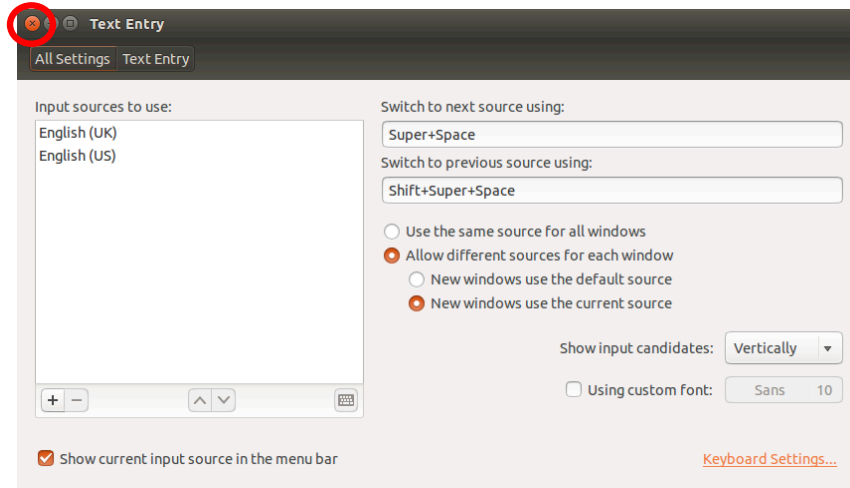 Text Entry
All Settings Text Entry
Input sources to use:
English (UK)
English (US)
Switch to next source using:
Super+Space
Switch to previous source using:
Shift+Super+Space
Use the same source for all windows
Allow different sources for each window
New windows use the default source
New windows use the current source
Show input candidates: Vertically
Using custom font: Sans 10
Show current input source in the menu bar
Keyboard Settings...